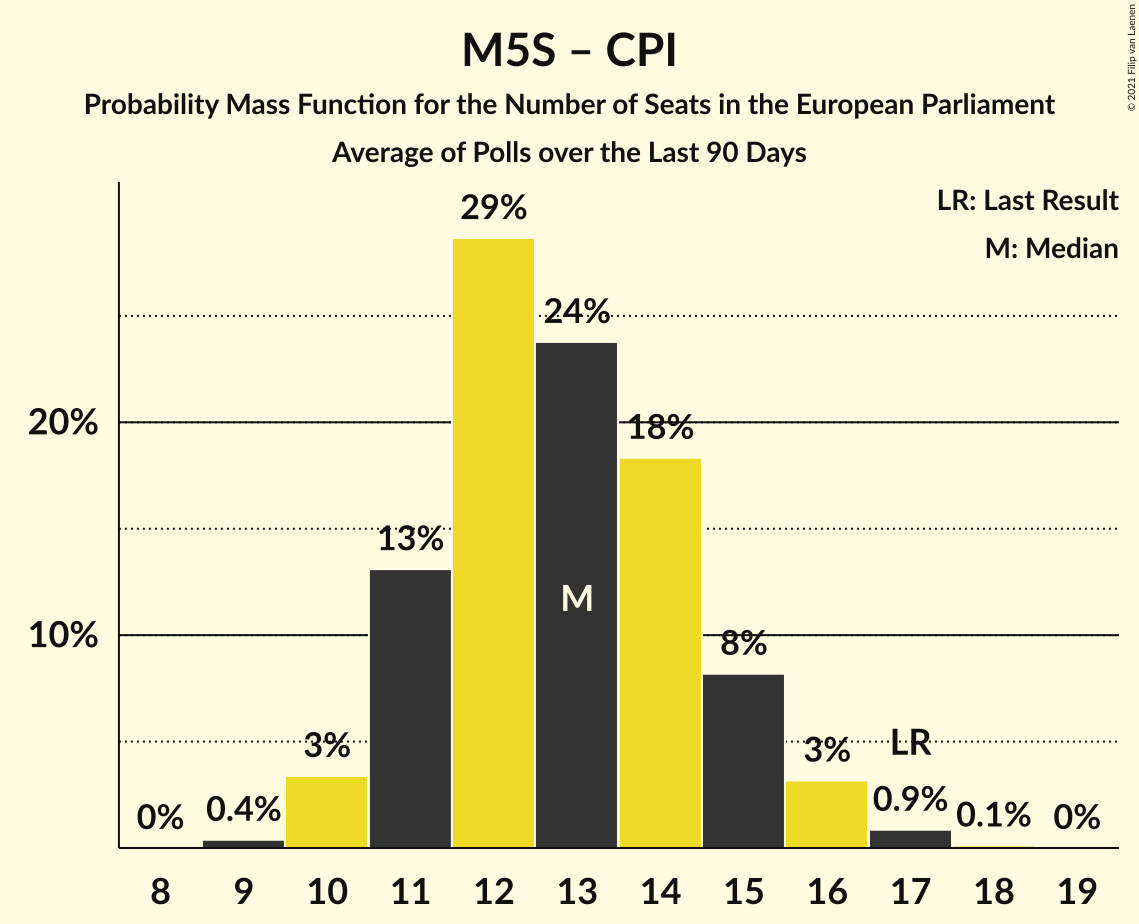 M5S – CPI
Probability Mass Function for the Number of Seats in the European Parliament
Average of Polls over the Last 90 Days
© 2021 Filip van Laenen
LR: Last Result
M: Median
20%
10%
0%
0.4%
3%
13%
29%
24%
M
18%
8%
3%
LR
0.9%
0.1%
0%
8 9 10 11 12 13 14 15 16 17 18 19